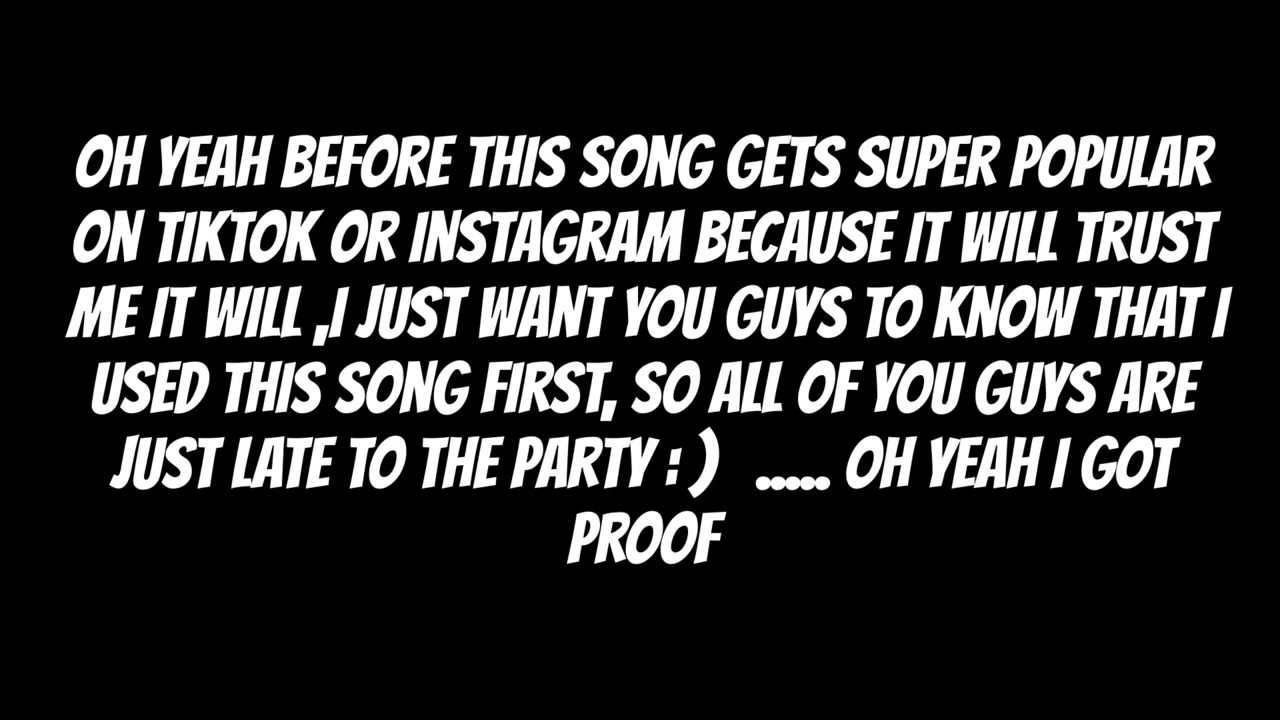 OH YEAH BEFORE THIS SONG GETS SUPER POPULAR
ON TIKTOK OR INSTAGRAM BECAUSE IT WILL TRUST
ME IT WILL ,I JUST WANT YOU GUYS TO KNOW THAT I
USED THIS SONG FIRST, SO ALL OF YOU GUYS ARE
JUST LATE TO THE PARTY : ) ..... OH YEAH I GOT
PROOF